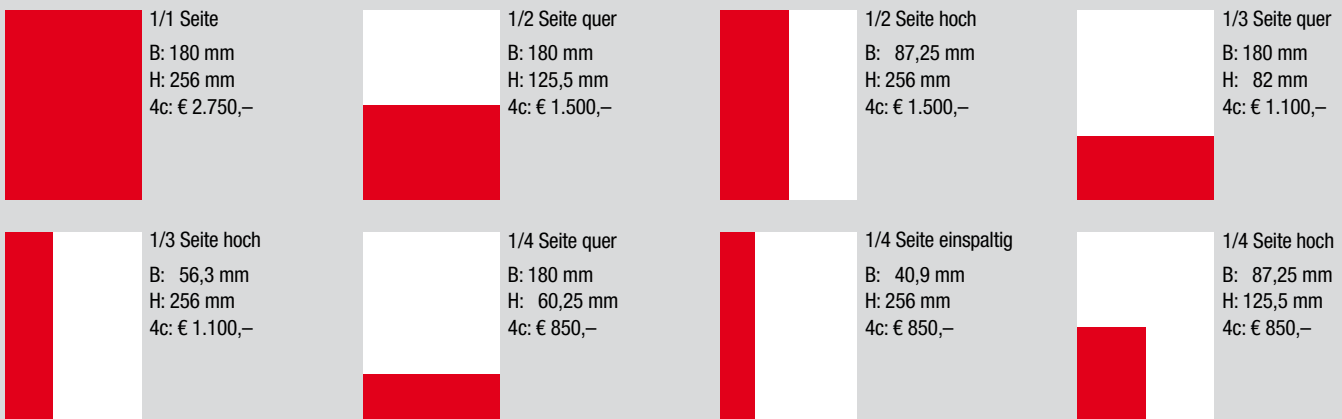 1/1 Seite
B: 180 mm
H: 256 mm
4c: € 2.750,–
1/2 Seite quer
B: 180 mm
H: 125,5 mm
4c: € 1.500,–
1/2 Seite hoch
B: 87,25 mm
H: 256 mm
4c: € 1.500,–
1/3 Seite quer
B: 180 mm
H: 82 mm
4c: € 1.100,–
1/3 Seite hoch
B: 56,3 mm
H: 256 mm
4c: € 1.100,–
1/4 Seite quer
B: 180 mm
H: 60,25 mm
4c: € 850,–
1/4 Seite einspaltig
B: 40,9 mm
H: 256 mm
4c: € 850,–
1/4 Seite hoch
B: 87,25 mm
H: 125,5 mm
4c: € 850,–